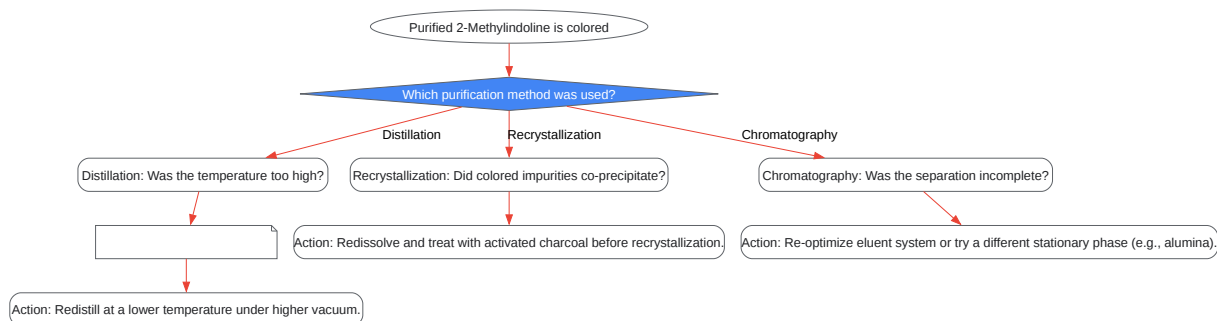 Purified 2-Methylindoline is colored
Which purification method was used?
Distillation
Recrystallization
Chromatography
Distillation: Was the temperature too high?
Recrystallization: Did colored impurities co-precipitate?
Chromatography: Was the separation incomplete?
Action: Redissolve and treat with activated charcoal before recrystallization.
Action: Re-optimize eluent system or try a different stationary phase (e.g., alumina).
Action: Redistill at a lower temperature under higher vacuum.